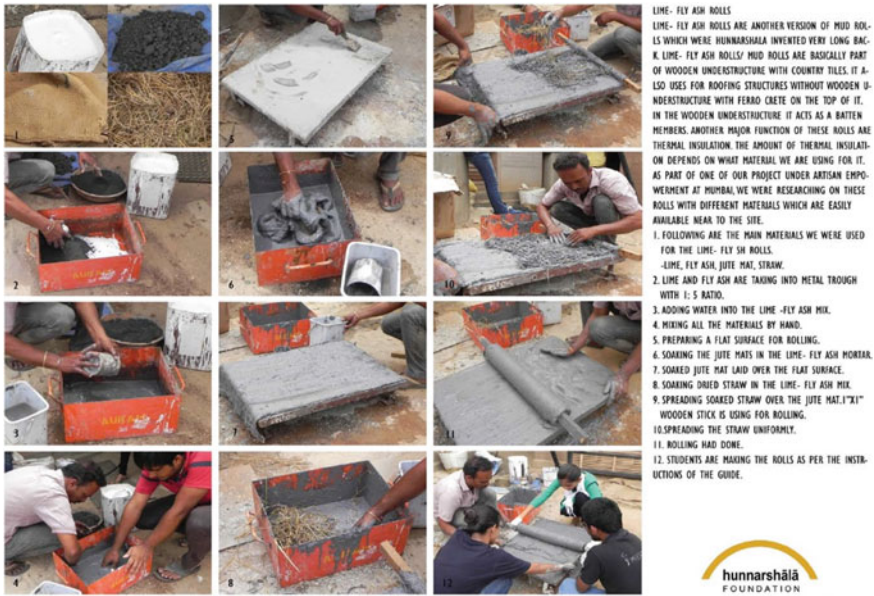 LIME- FLY ASH ROLLS
LIME- FLY ASH ROLLS ARE ANOTHER VERSION OF MUD ROL-
LS WHICH WERE HUNNARSHALA INVENTED VERY LONG BAC-
K. LIME- FLY ASH ROLLS/ MUD ROLLS ARE BASICALLY PART
OF WOODEN UNDERSTRUCTURE WITH COUNTRY TILES. IT A-
LSO USES FOR ROOFING STRUCTURES WITHOUT WOODEN U-
NDERSTRUCTURE WITH FERRO CRETE ON THE TOP OF IT.
IN THE WOODEN UNDERSTRUCTURE IT ACTS AS A BATTEN
MEMBERS. ANOTHER MAJOR FUNCTION OF THESE ROLLS ARE
THERMAL INSULATION. THE AMOUNT OF THERMAL INSULATI-
ON DEPENDS ON WHAT MATERIAL WE ARE USING FOR IT.
AS PART OF ONE OF OUR PROJECT UNDER ARTISAN EMPO-
WERMENT AT MUMBAI, WE WERE RESEARCHING ON THESE
ROLLS WITH DIFFERENT MATERIALS WHICH ARE EASILY
AVAILABLE NEAR TO THE SITE.
1. FOLLOWING ARE THE MAIN MATERIALS WE WERE USED
FOR THE LIME- FLY SH ROLLS.
-LIME, FLY ASH, JUTE MAT, STRAW.
2. LIME AND FLY ASH ARE TAKING INTO METAL TROUGH
WITH 1: 5 RATIO.
3. ADDING WATER INTO THE LIME -FLY ASH MIX.
4. MIXING ALL THE MATERIALS BY HAND.
5. PREPARING A FLAT SURFACE FOR ROLLING.
6. SOAKING THE JUTE MATS IN THE LIME- FLY ASH MORTAR.
7. SOAKED JUTE MAT LAID OVER THE FLAT SURFACE.
8. SOAKING DRIED STRAW IN THE LIME- FLY ASH MIX.
9. SPREADING SOAKED STRAW OVER THE JUTE MAT.1"X1"
WOODEN STICK IS USING FOR ROLLING.
10.SPREADING THE STRAW UNIFORMLY.
11. ROLLING HAD DONE.
12. STUDENTS ARE MAKING THE ROLLS AS PER THE INSTR-
UCTIONS OF THE GUIDE.
hunnarshālā
FOUNDATION
1
5
9
2
6
10
3
7
11
4
8
12